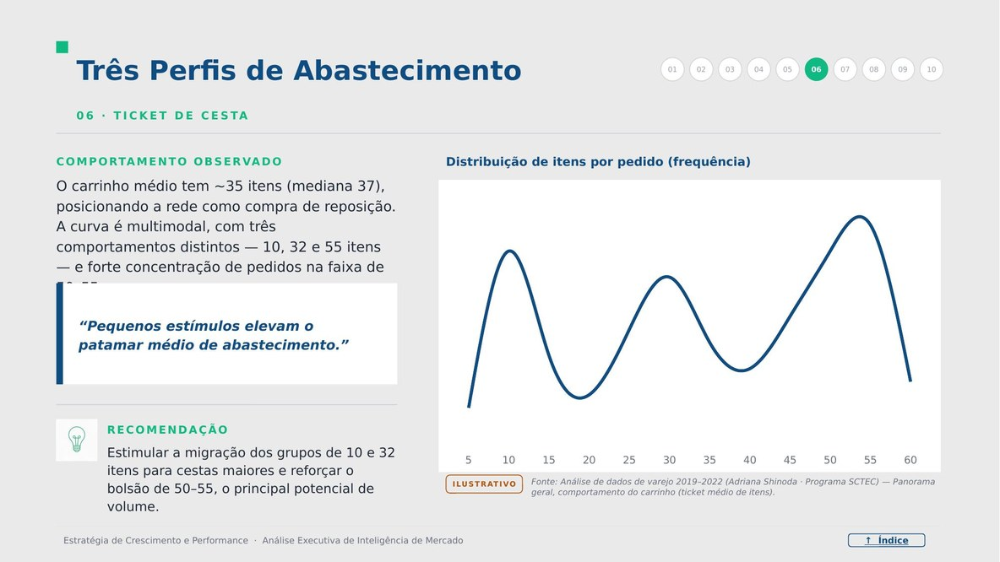 Três Perfis de Abastecimento
01 02 03 04 05 06 07 08 09 10
06 · TICKET DE CESTA
COMPORTAMENTO OBSERVADO
O carrinho médio tem ~35 itens (mediana 37),
posicionando a rede como compra de reposição.
A curva é multimodal, com três
comportamentos distintos — 10, 32 e 55 itens
— e forte concentração de pedidos na faixa de
“Pequenos estímulos elevam o
patamar médio de abastecimento.”
RECOMENDAÇÃO
Estimular a migração dos grupos de 10 e 32
itens para cestas maiores e reforçar o
bolsão de 50–55, o principal potencial de
volume.
Distribuição de itens por pedido (frequência)
5 10 15 20 25 30 35 40 45 50 55 60
ILUSTRATIVO
Fonte: Análise de dados de varejo 2019–2022 (Adriana Shinoda · Programa SCTEC) — Panorama
geral, comportamento do carrinho (ticket médio de itens).
Estratégia de Crescimento e Performance · Análise Executiva de Inteligência de Mercado
↑ Índice